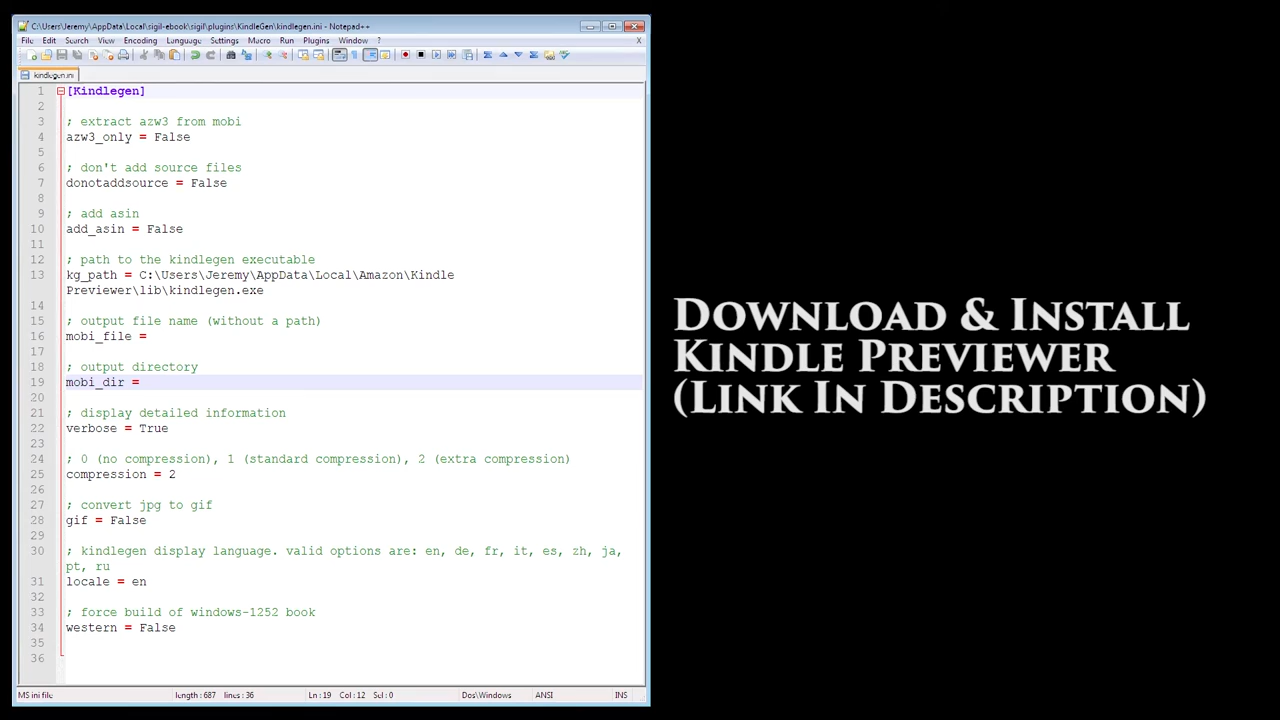 C:\Users\Jeremy\AppData\Local\sigil-ebook\sigil\plugins\KindleGen\kindlegen.ini - Notepad++
File Edit Search View Encoding Language Settings Macro Run Plugins Window ? X
kindlegen.ini
1 [Kindlegen]
2
3 ; extract azw3 from mobi
4 azw3_only = False
5
6 ; don't add source files
7 donotaddsource = False
8
9 ; add asin
10 add_asin = False
11
12 ; path to the kindlegen executable
13 kg_path = C:\Users\Jeremy\AppData\Local\Amazon\Kindle
Previewer\lib\kindlegen.exe
14
15 ; output file name (without a path)
16 mobi_file =
17
18 ; output directory
19 mobi_dir =
20
21 ; display detailed information
22 verbose = True
23
24 ; 0 (no compression), 1 (standard compression), 2 (extra compression)
25 compression = 2
26
27 ; convert jpg to gif
28 gif = False
29
30 ; kindlegen display language. valid options are: en, de, fr, it, es, zh, ja,
pt, ru
31 locale = en
32
33 ; force build of windows-1252 book
34 western = False
35
36
MS ini file length : 687 lines : 36 Ln : 19 Col : 12 Sel : 0 Dos\Windows ANSI INS
Download & Install
Kindle Previewer
(Link In Description)